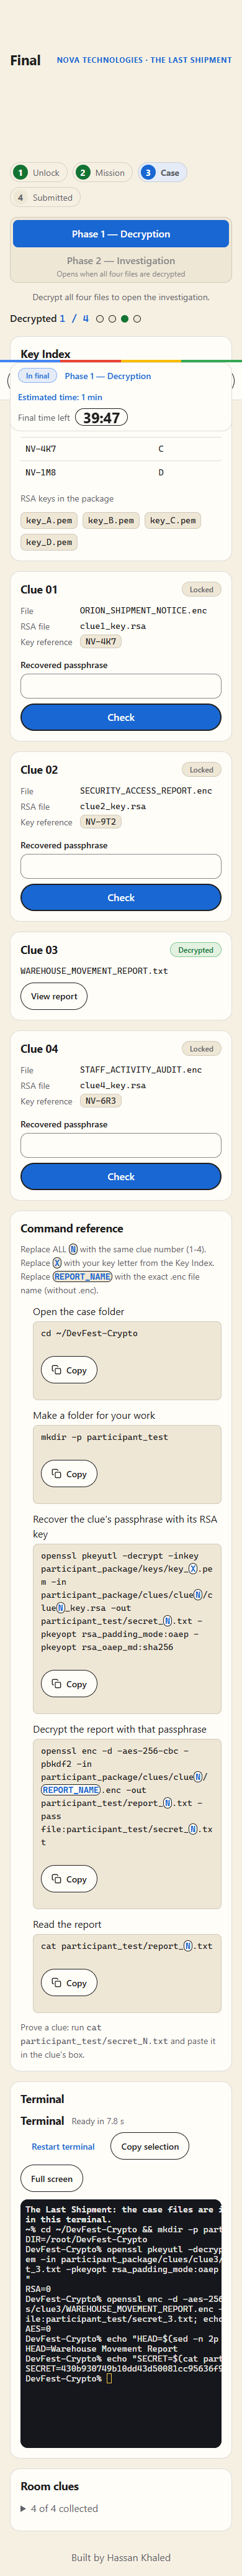 Final
NOVA TECHNOLOGIES · THE LAST SHIPMENT
1 Unlock
2 Mission
3 Case
4 Submitted
Phase 1 — Decryption
Phase 2 — Investigation
Opens when all four files are decrypted
Decrypt all four files to open the investigation.
Decrypted 1 / 4
Key Index
In final Phase 1 — Decryption
Estimated time: 1 min
Final time left 39:47
NV-4K7 C
NV-1M8 D
RSA keys in the package
key_A.pem key_B.pem key_C.pem
key_D.pem
Clue 01 Locked
File ORION_SHIPMENT_NOTICE.enc
RSA file clue1_key.rsa
Key reference NV-4K7
Recovered passphrase
Check
Clue 02 Locked
File SECURITY_ACCESS_REPORT.enc
RSA file clue2_key.rsa
Key reference NV-9T2
Recovered passphrase
Check
Clue 03 Decrypted
WAREHOUSE_MOVEMENT_REPORT.txt
View report
Clue 04 Locked
File STAFF_ACTIVITY_AUDIT.enc
RSA file clue4_key.rsa
Key reference NV-6R3
Recovered passphrase
Check
Command reference
Replace ALL N with the same clue number (1-4).
Replace X with your key letter from the Key Index.
Replace REPORT_NAME with the exact .enc file
name (without .enc).
Open the case folder
cd ~/DevFest-Crypto
Copy
Make a folder for your work
mkdir -p participant_test
Copy
Recover the clue's passphrase with its RSA
key
openssl pkeyutl -decrypt -inkey
participant_package/keys/key_X.pe
m -in
participant_package/clues/clueN/c
lueN_key.rsa -out
participant_test/secret_N.txt -
pkeyopt rsa_padding_mode:oaep -
pkeyopt rsa_oaep_md:sha256
Copy
Decrypt the report with that passphrase
openssl enc -d -aes-256-cbc -
pbkdf2 -in
participant_package/clues/clueN/
REPORT_NAME.enc -out
participant_test/report_N.txt -
pass
file:participant_test/secret_N.tx
t
Copy
Read the report
cat participant_test/report_N.txt
Copy
Prove a clue: run cat
participant_test/secret_N.txt and paste it
in the clue's box.
Terminal
Terminal Ready in 7.8 s
Restart terminal
Copy selection
Full screen
The Last Shipment: the case files are i
in this terminal.
~% cd ~/DevFest-Crypto && mkdir -p part
DIR=/root/DevFest-Crypto
DevFest-Crypto% openssl pkeyutl -decryp
em -in participant_package/clues/clue3/
t_3.txt -pkeyopt rsa_padding_mode:oaep
"
RSA=0
DevFest-Crypto% openssl enc -d -aes-256
s/clue3/WAREHOUSE_MOVEMENT_REPORT.enc -
ile:participant_test/secret_3.txt; echo
AES=0
DevFest-Crypto% echo "HEAD=$(sed -n 2p
HEAD=Warehouse Movement Report
DevFest-Crypto% echo "SECRET=$(cat part
SECRET=430b930749b10dd43d50081cc95636f9
DevFest-Crypto%
Room clues
4 of 4 collected
Built by Hassan Khaled